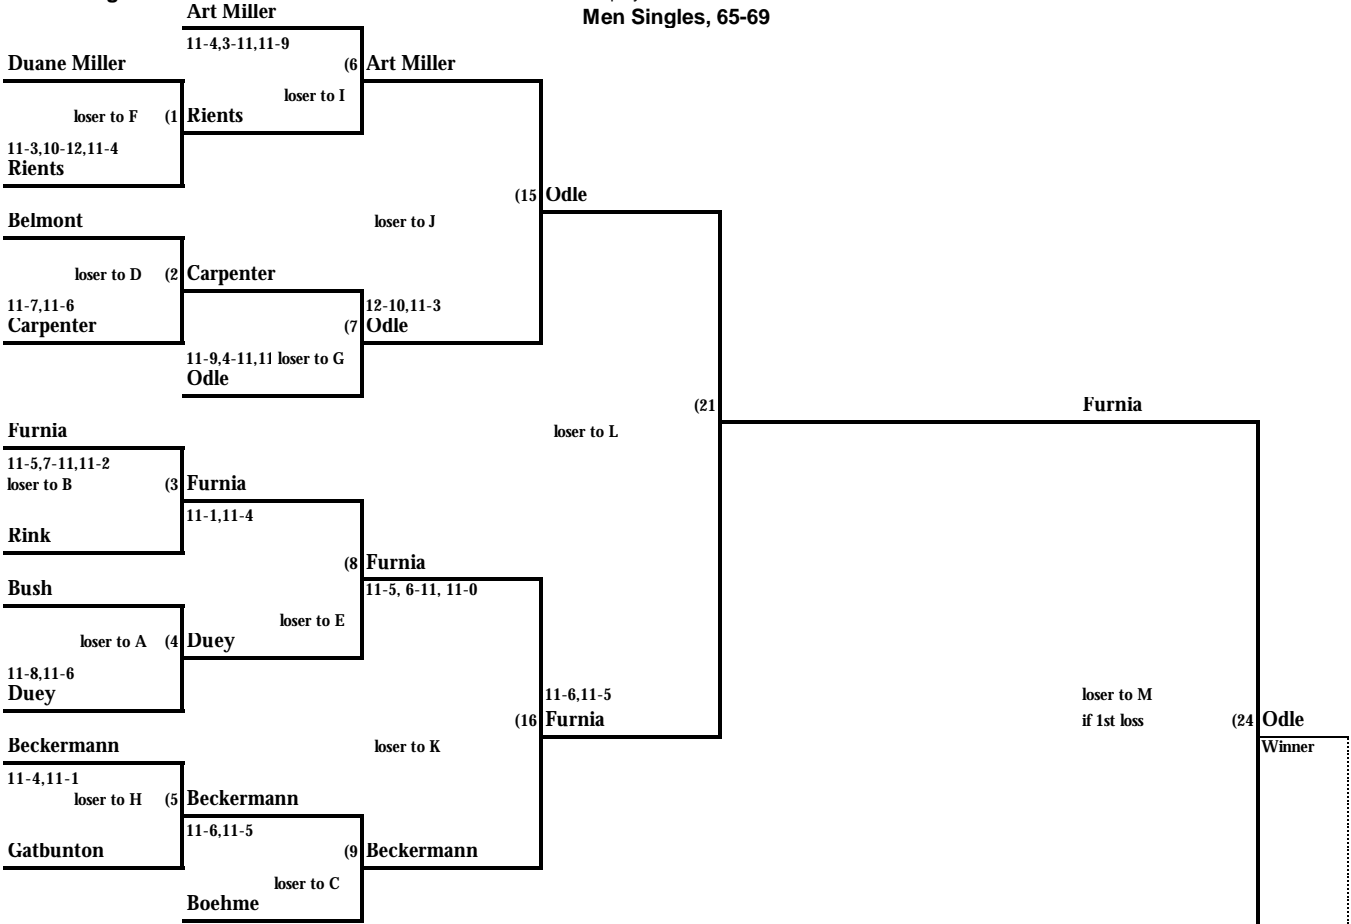 Art Miller
Men Singles, 65-69
11-4,3-11,11-9
Duane Miller
(6 Art Miller
loser to I
loser to F (1 Rients
11-3,10-12,11-4
Rients
(15 Odle
Belmont
loser to J
loser to D (2 Carpenter
11-7,11-6
12-10,11-3
Carpenter
(7 Odle
11-9,4-11,11 loser to G
Odle
(21
Furnia
Furnia
loser to L
11-5,7-11,11-2
loser to B (3 Furnia
11-1,11-4
Rink
(8 Furnia
Bush
11-5, 6-11, 11-0
loser to E
loser to A (4 Duey
11-8,11-6
Duey
11-6,11-5
loser to M
(16 Furnia
if 1st loss (24 Odle
Beckermann
loser to K
Winner
11-4,11-1
loser to H (5 Beckermann
11-6,11-5
Gatbunton
(9 Beckermann
loser to C
Boehme